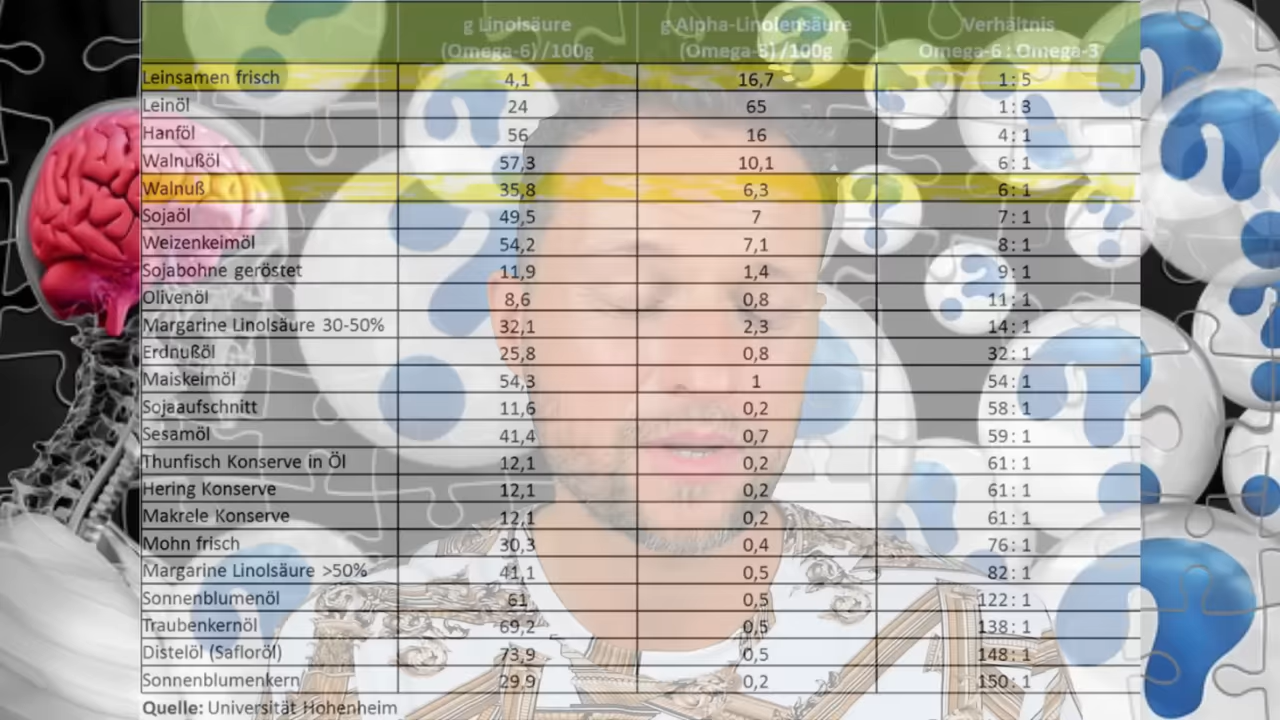 g Linolsäure g Alpha-Linolensäure Verhältnis
(Omega-6) /100g (Omega-3) /100g Omega-6 : Omega-3
Leinsamen frisch 4,1 16,7 1: 5
Leinöl 24 65 1: 3
Hanföl 56 16 4: 1
Walnußöl 57,3 10,1 6: 1
Walnuß 35,8 6,3 6: 1
Sojaöl 49,5 7 7: 1
Weizenkeimöl 54,2 7,1 8: 1
Sojabohne geröstet 11,9 1,4 9: 1
Olivenöl 8,6 0,8 11: 1
Margarine Linolsäure 30-50% 32,1 2,3 14: 1
Erdnußöl 25,8 0,8 32: 1
Maiskeimöl 54,3 1 54: 1
Sojaaufschnitt 11,6 0,2 58: 1
Sesamöl 41,4 0,7 59: 1
Thunfisch Konserve in Öl 12,1 0,2 61: 1
Hering Konserve 12,1 0,2 61: 1
Makrele Konserve 12,1 0,2 61: 1
Mohn frisch 30,3 0,4 76: 1
Margarine Linolsäure >50% 41,1 0,5 82: 1
Sonnenblumenöl 61 0,5 122: 1
Traubenkernöl 69,2 0,5 138: 1
Distelöl (Safloröl) 73,9 0,5 148: 1
Sonnenblumenkern 29,9 0,2 150: 1
Quelle: Universität Hohenheim